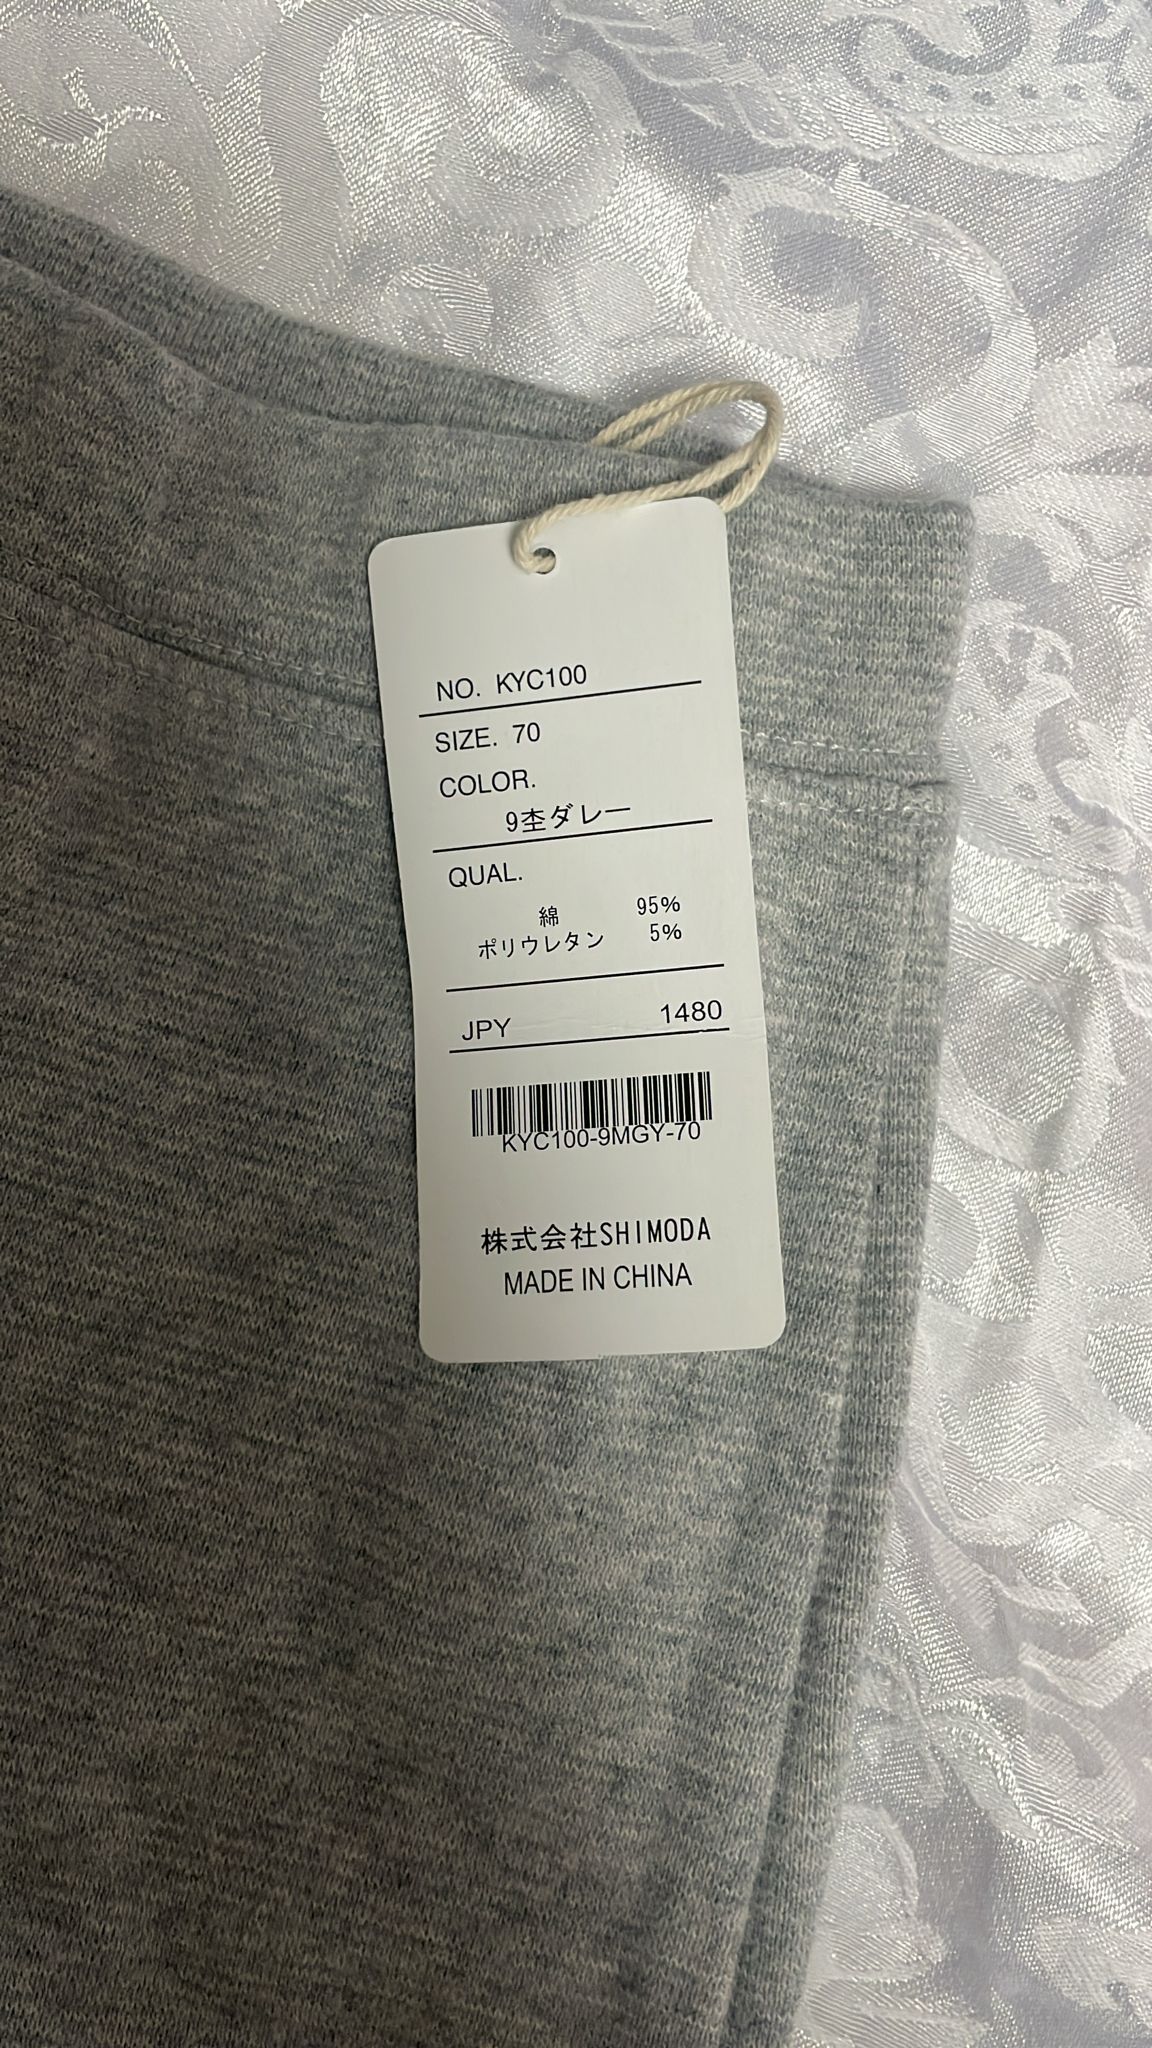 NO. KYC100
SIZE. 70
COLOR.
9杢ダレー
QUAL.
綿 95%
ポリウレタン 5%
JPY 1480
KYC100-9MGY-70
株式会社SHIMODA
MADE IN CHINA